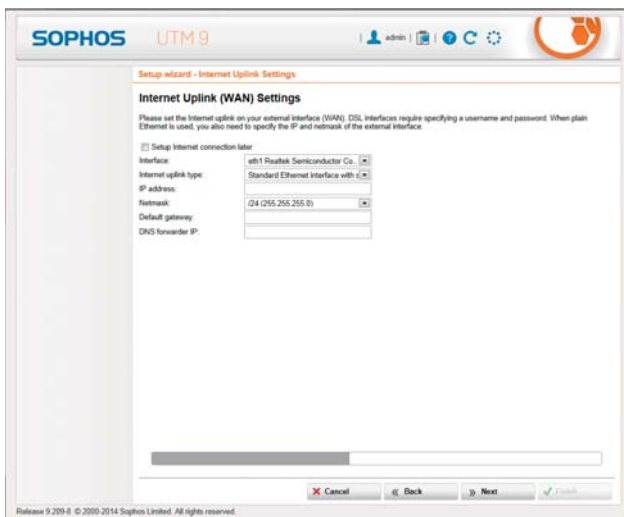 SOPHOS UTM 9 | admin | |
Setup wizard - Internet Uplink Settings
Internet Uplink (WAN) Settings
Please set the Internet uplink on your external interface (WAN). DSL interfaces require specifying a username and password. When plain
Ethernet is used, you also need to specify the IP and netmask of the external interface.
Setup Internet connection later
Interface: eth1 Realtek Semiconductor Co..
Internet uplink type: Standard Ethernet interface with s
IP address:
Netmask: /24 (255.255.255.0)
Default gateway:
DNS forwarder IP:
Cancel Back Next Finish
Release 9.209-8 © 2000-2014 Sophos Limited. All rights reserved.